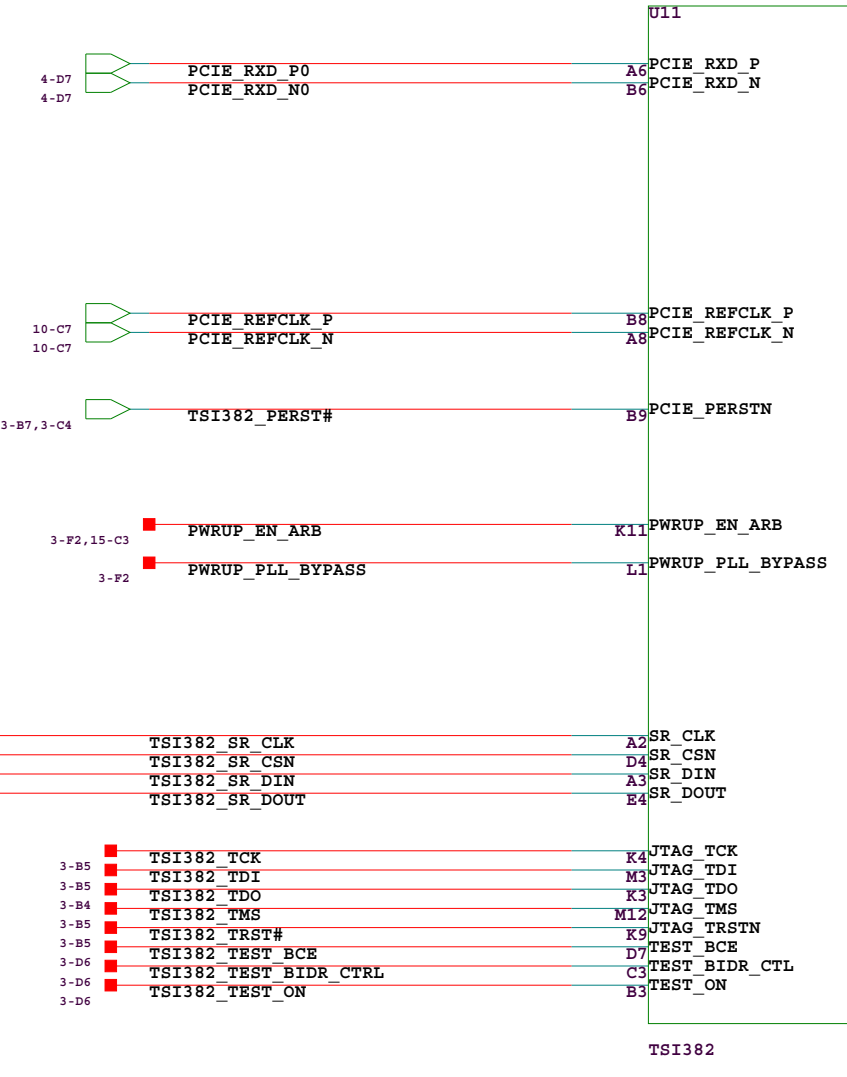 U11
4-D7 PCIE_RXD_P0 A6 PCIE_RXD_P
4-D7 PCIE_RXD_N0 B6 PCIE_RXD_N
10-C7 PCIE_REFCLK_P B8 PCIE_REFCLK_P
10-C7 PCIE_REFCLK_N A8 PCIE_REFCLK_N
3-B7,3-C4 TSI382_PERST# B9 PCIE_PERSTN
3-F2,15-C3 PWRUP_EN_ARB K11 PWRUP_EN_ARB
3-F2 PWRUP_PLL_BYPASS L1 PWRUP_PLL_BYPASS
TSI382_SR_CLK A2 SR_CLK
TSI382_SR_CSN D4 SR_CSN
TSI382_SR_DIN A3 SR_DIN
TSI382_SR_DOUT E4 SR_DOUT
3-B5 TSI382_TCK K4 JTAG_TCK
3-B5 TSI382_TDI M3 JTAG_TDI
3-B4 TSI382_TDO K3 JTAG_TDO
3-B5 TSI382_TMS M12 JTAG_TMS
3-B5 TSI382_TRST# K9 JTAG_TRSTN
3-D6 TSI382_TEST_BCE D7 TEST_BCE
3-D6 TSI382_TEST_BIDR_CTRL C3 TEST_BIDR_CTL
3-D6 TSI382_TEST_ON B3 TEST_ON
TSI382